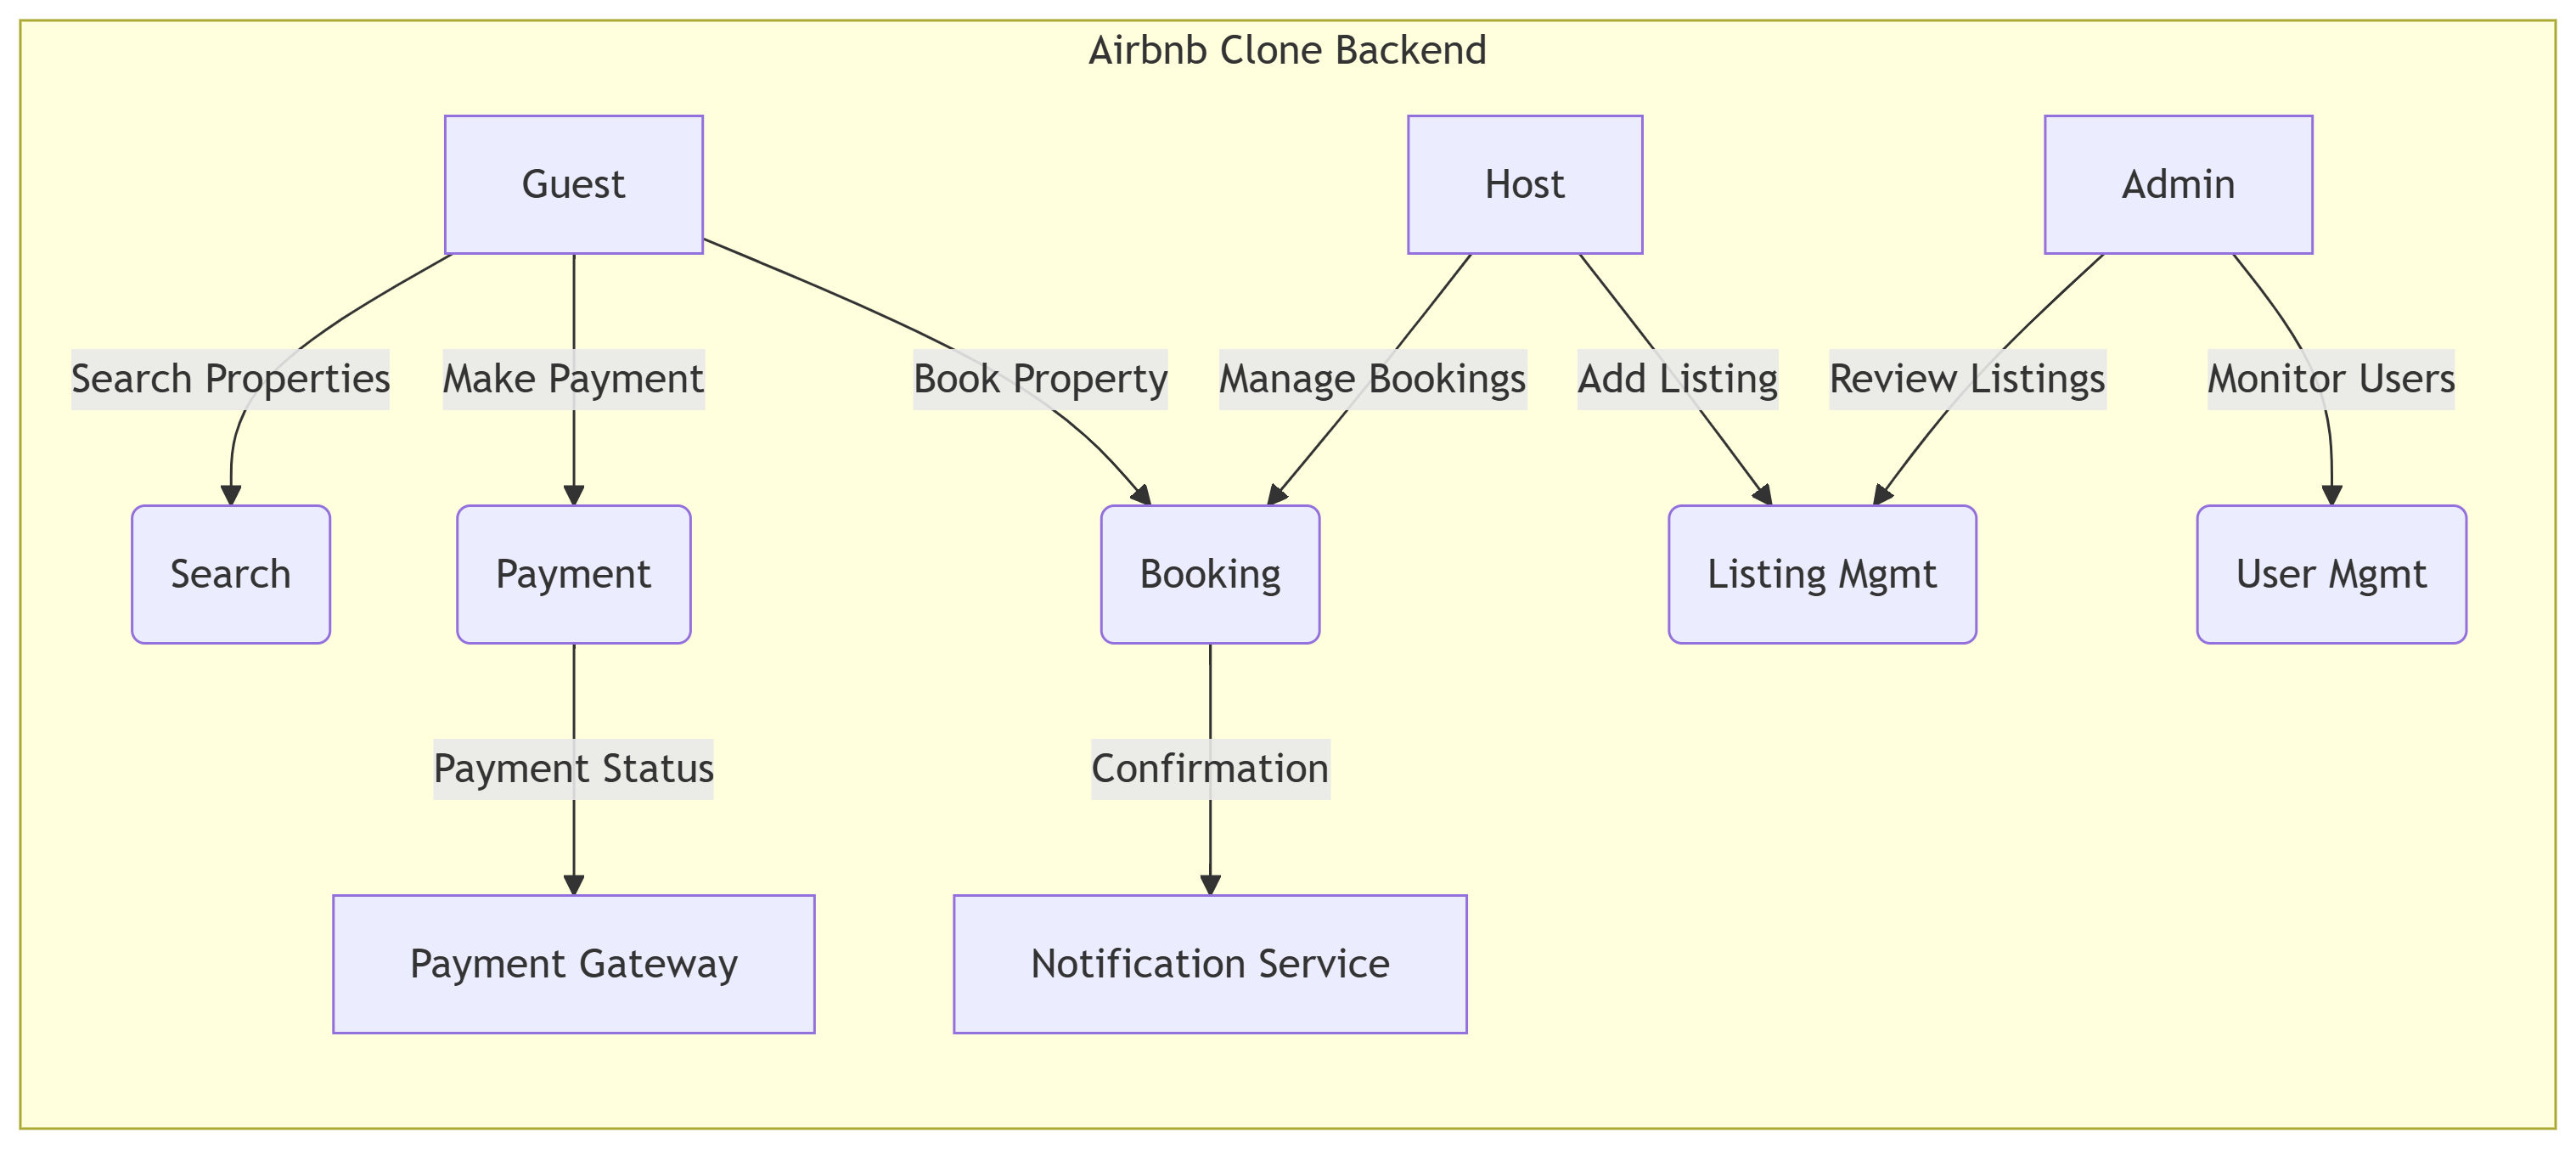 Airbnb Clone Backend
Guest
Host
Admin
Search Properties
Make Payment
Book Property
Manage Bookings
Add Listing
Review Listings
Monitor Users
Search
Payment
Booking
Listing Mgmt
User Mgmt
Payment Status
Confirmation
Payment Gateway
Notification Service